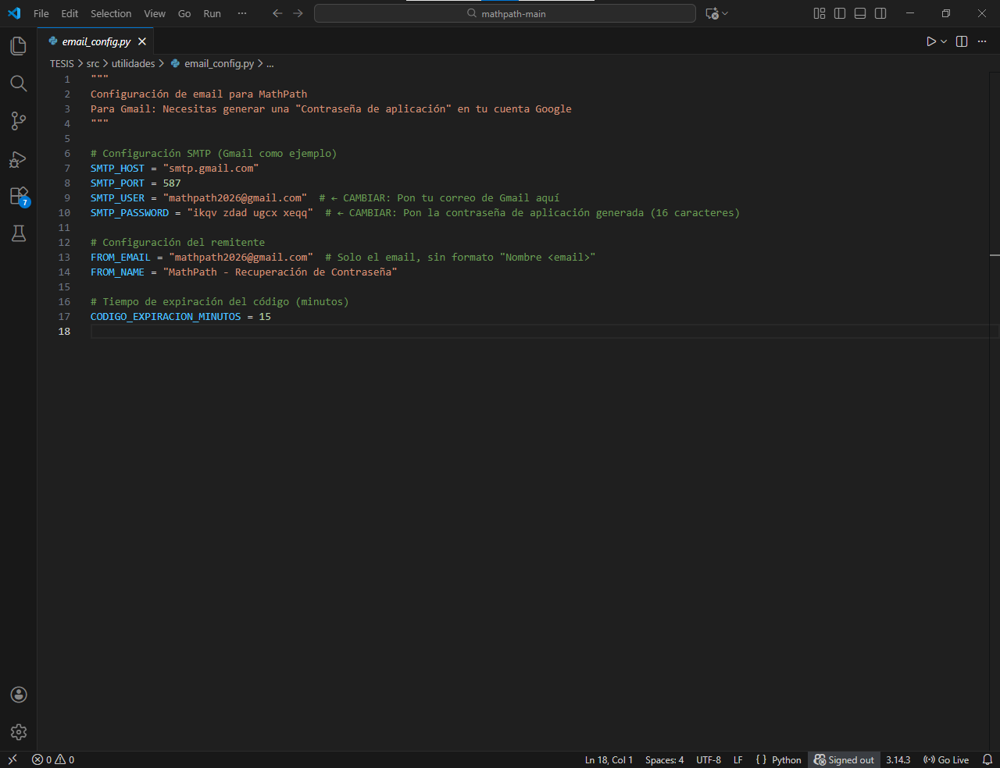 File Edit Selection View Go Run ··· mathpath-main
email_config.py
TESIS > src > utilidades > email_config.py > ...
1 """
2 Configuración de email para MathPath
3 Para Gmail: Necesitas generar una "Contraseña de aplicación" en tu cuenta Google
4 """
5
6 # Configuración SMTP (Gmail como ejemplo)
7 SMTP_HOST = "smtp.gmail.com"
8 SMTP_PORT = 587
9 SMTP_USER = "mathpath2026@gmail.com"  # ← CAMBIAR: Pon tu correo de Gmail aquí
10 SMTP_PASSWORD = "ikqv zdad ugcx xeqq"  # ← CAMBIAR: Pon la contraseña de aplicación generada (16 caracteres)
11
12 # Configuración del remitente
13 FROM_EMAIL = "mathpath2026@gmail.com"  # Solo el email, sin formato "Nombre <email>"
14 FROM_NAME = "MathPath - Recuperación de Contraseña"
15
16 # Tiempo de expiración del código (minutos)
17 CODIGO_EXPIRACION_MINUTOS = 15
18
7
0 0 Ln 18, Col 1 Spaces: 4 UTF-8 LF { } Python Signed out 3.14.3 Go Live